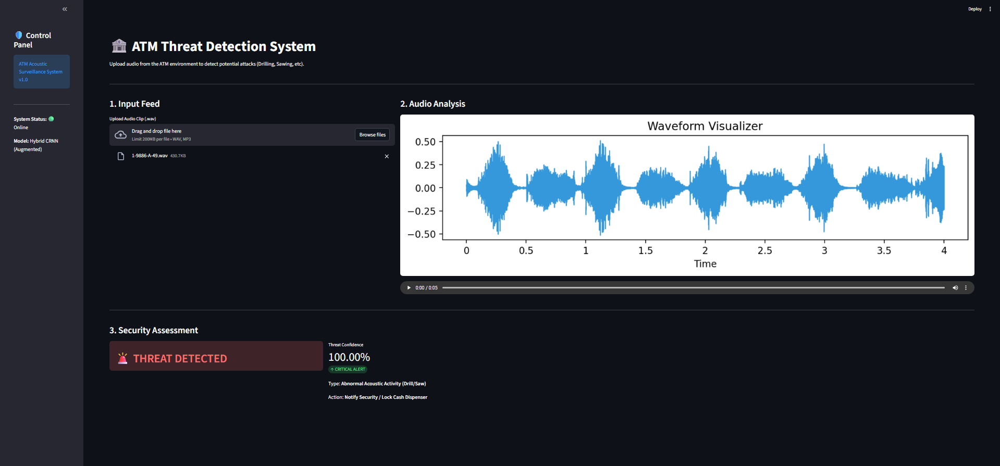 Deploy
Control
Panel
ATM Acoustic
Surveillance System
v1.0
System Status:
Online
Model: Hybrid CRNN
(Augmented)
ATM Threat Detection System
Upload audio from the ATM environment to detect potential attacks (Drilling, Sawing, etc).
1. Input Feed
Upload Audio Clip (.wav)
Drag and drop file here
Limit 200MB per file • WAV, MP3
Browse files
1-9886-A-49.wav 430.7KB
2. Audio Analysis
Waveform Visualizer
0.50
0.25
0.00
−0.25
−0.50
0 0.5 1 1.5 2 2.5 3 3.5 4
Time
0:00 / 0:05
3. Security Assessment
THREAT DETECTED
Threat Confidence
100.00%
↑ CRITICAL ALERT
Type: Abnormal Acoustic Activity (Drill/Saw)
Action: Notify Security / Lock Cash Dispenser